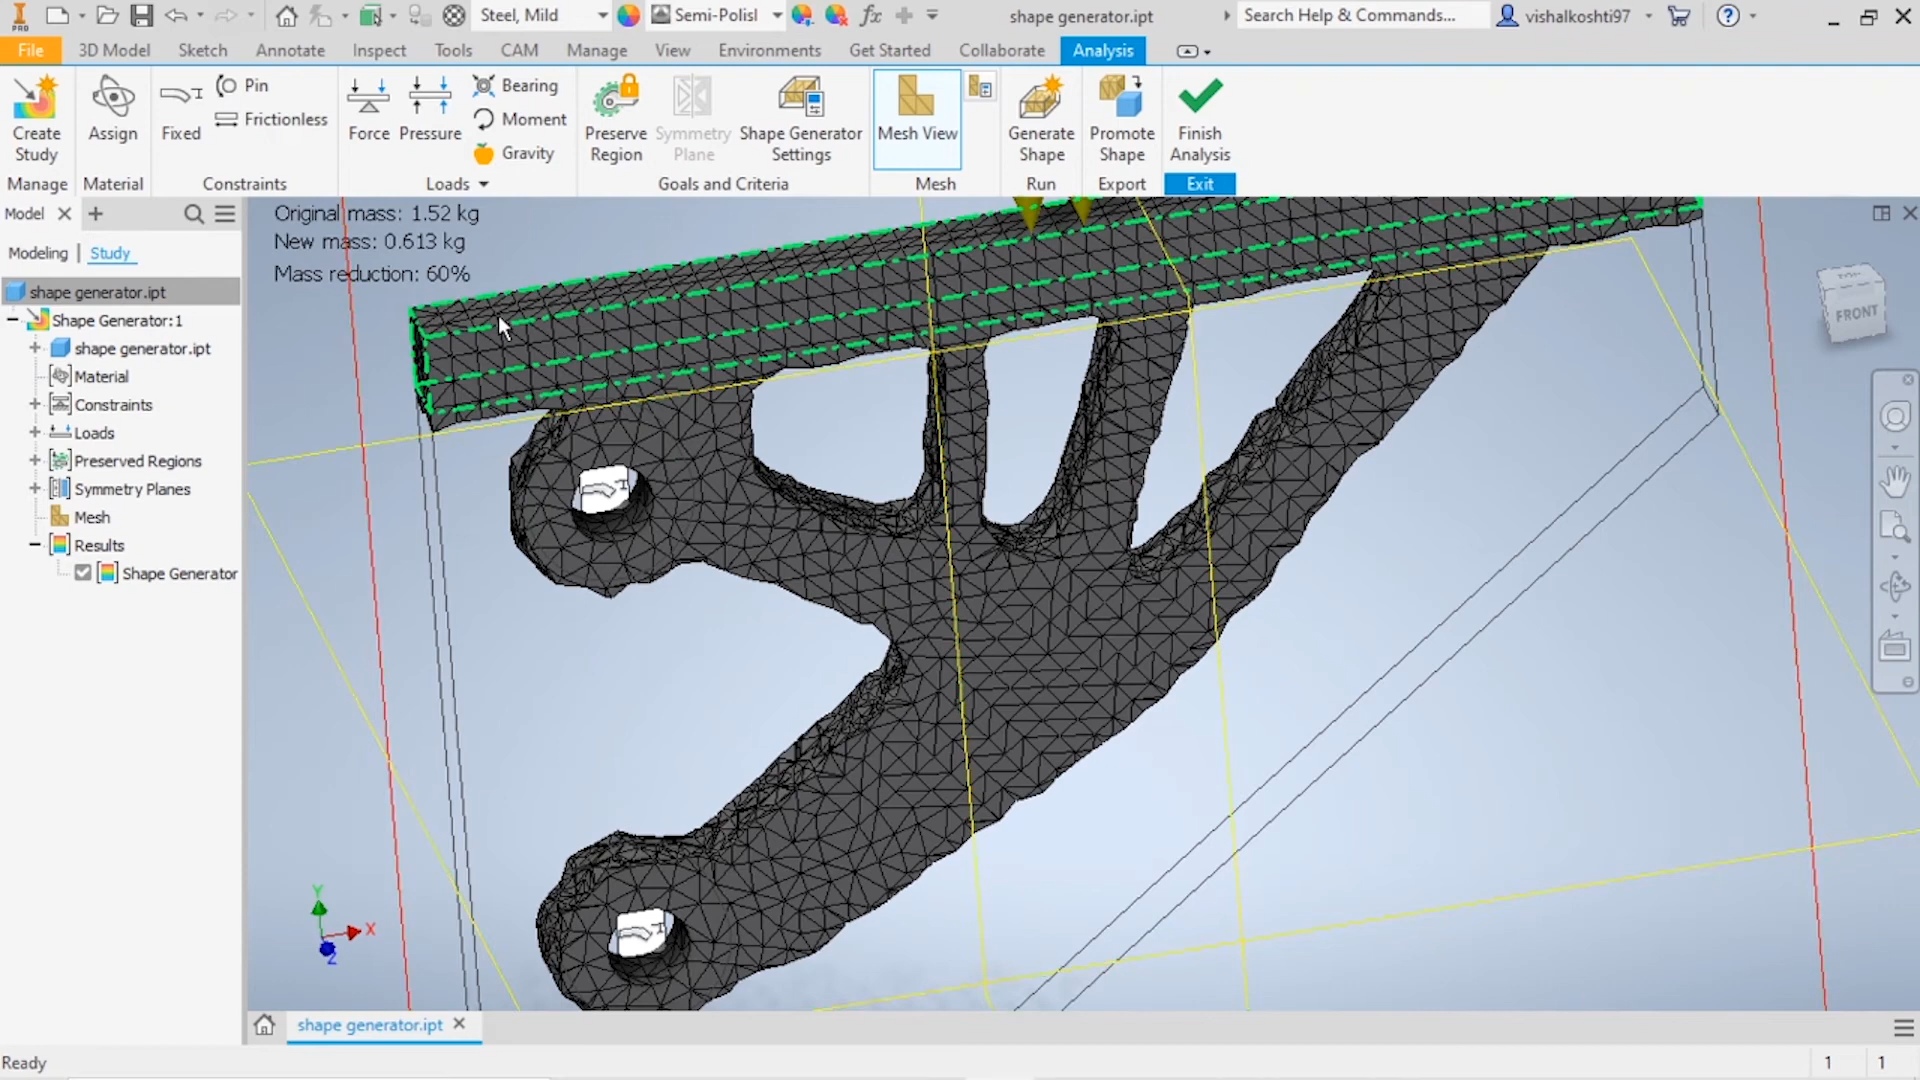 PRO
Steel, Mild
Semi-Polisl
fx
shape generator.ipt
Search Help & Commands...
vishalkoshti97
File
3D Model
Sketch
Annotate
Inspect
Tools
CAM
Manage
View
Environments
Get Started
Collaborate
Analysis
Create Study
Assign
Fixed
Pin
Frictionless
Force
Pressure
Bearing
Moment
Gravity
Preserve Region
Symmetry Plane
Shape Generator Settings
Mesh View
Generate Shape
Promote Shape
Finish Analysis
Manage
Material
Constraints
Loads
Goals and Criteria
Mesh
Run
Export
Exit
Model
Modeling
Study
shape generator.ipt
Shape Generator:1
shape generator.ipt
Material
Constraints
Loads
Preserved Regions
Symmetry Planes
Mesh
Results
Shape Generator
Original mass: 1.52 kg
New mass: 0.613 kg
Mass reduction: 60%
TOP
FRONT
Y
X
Z
shape generator.ipt
Ready
1
1